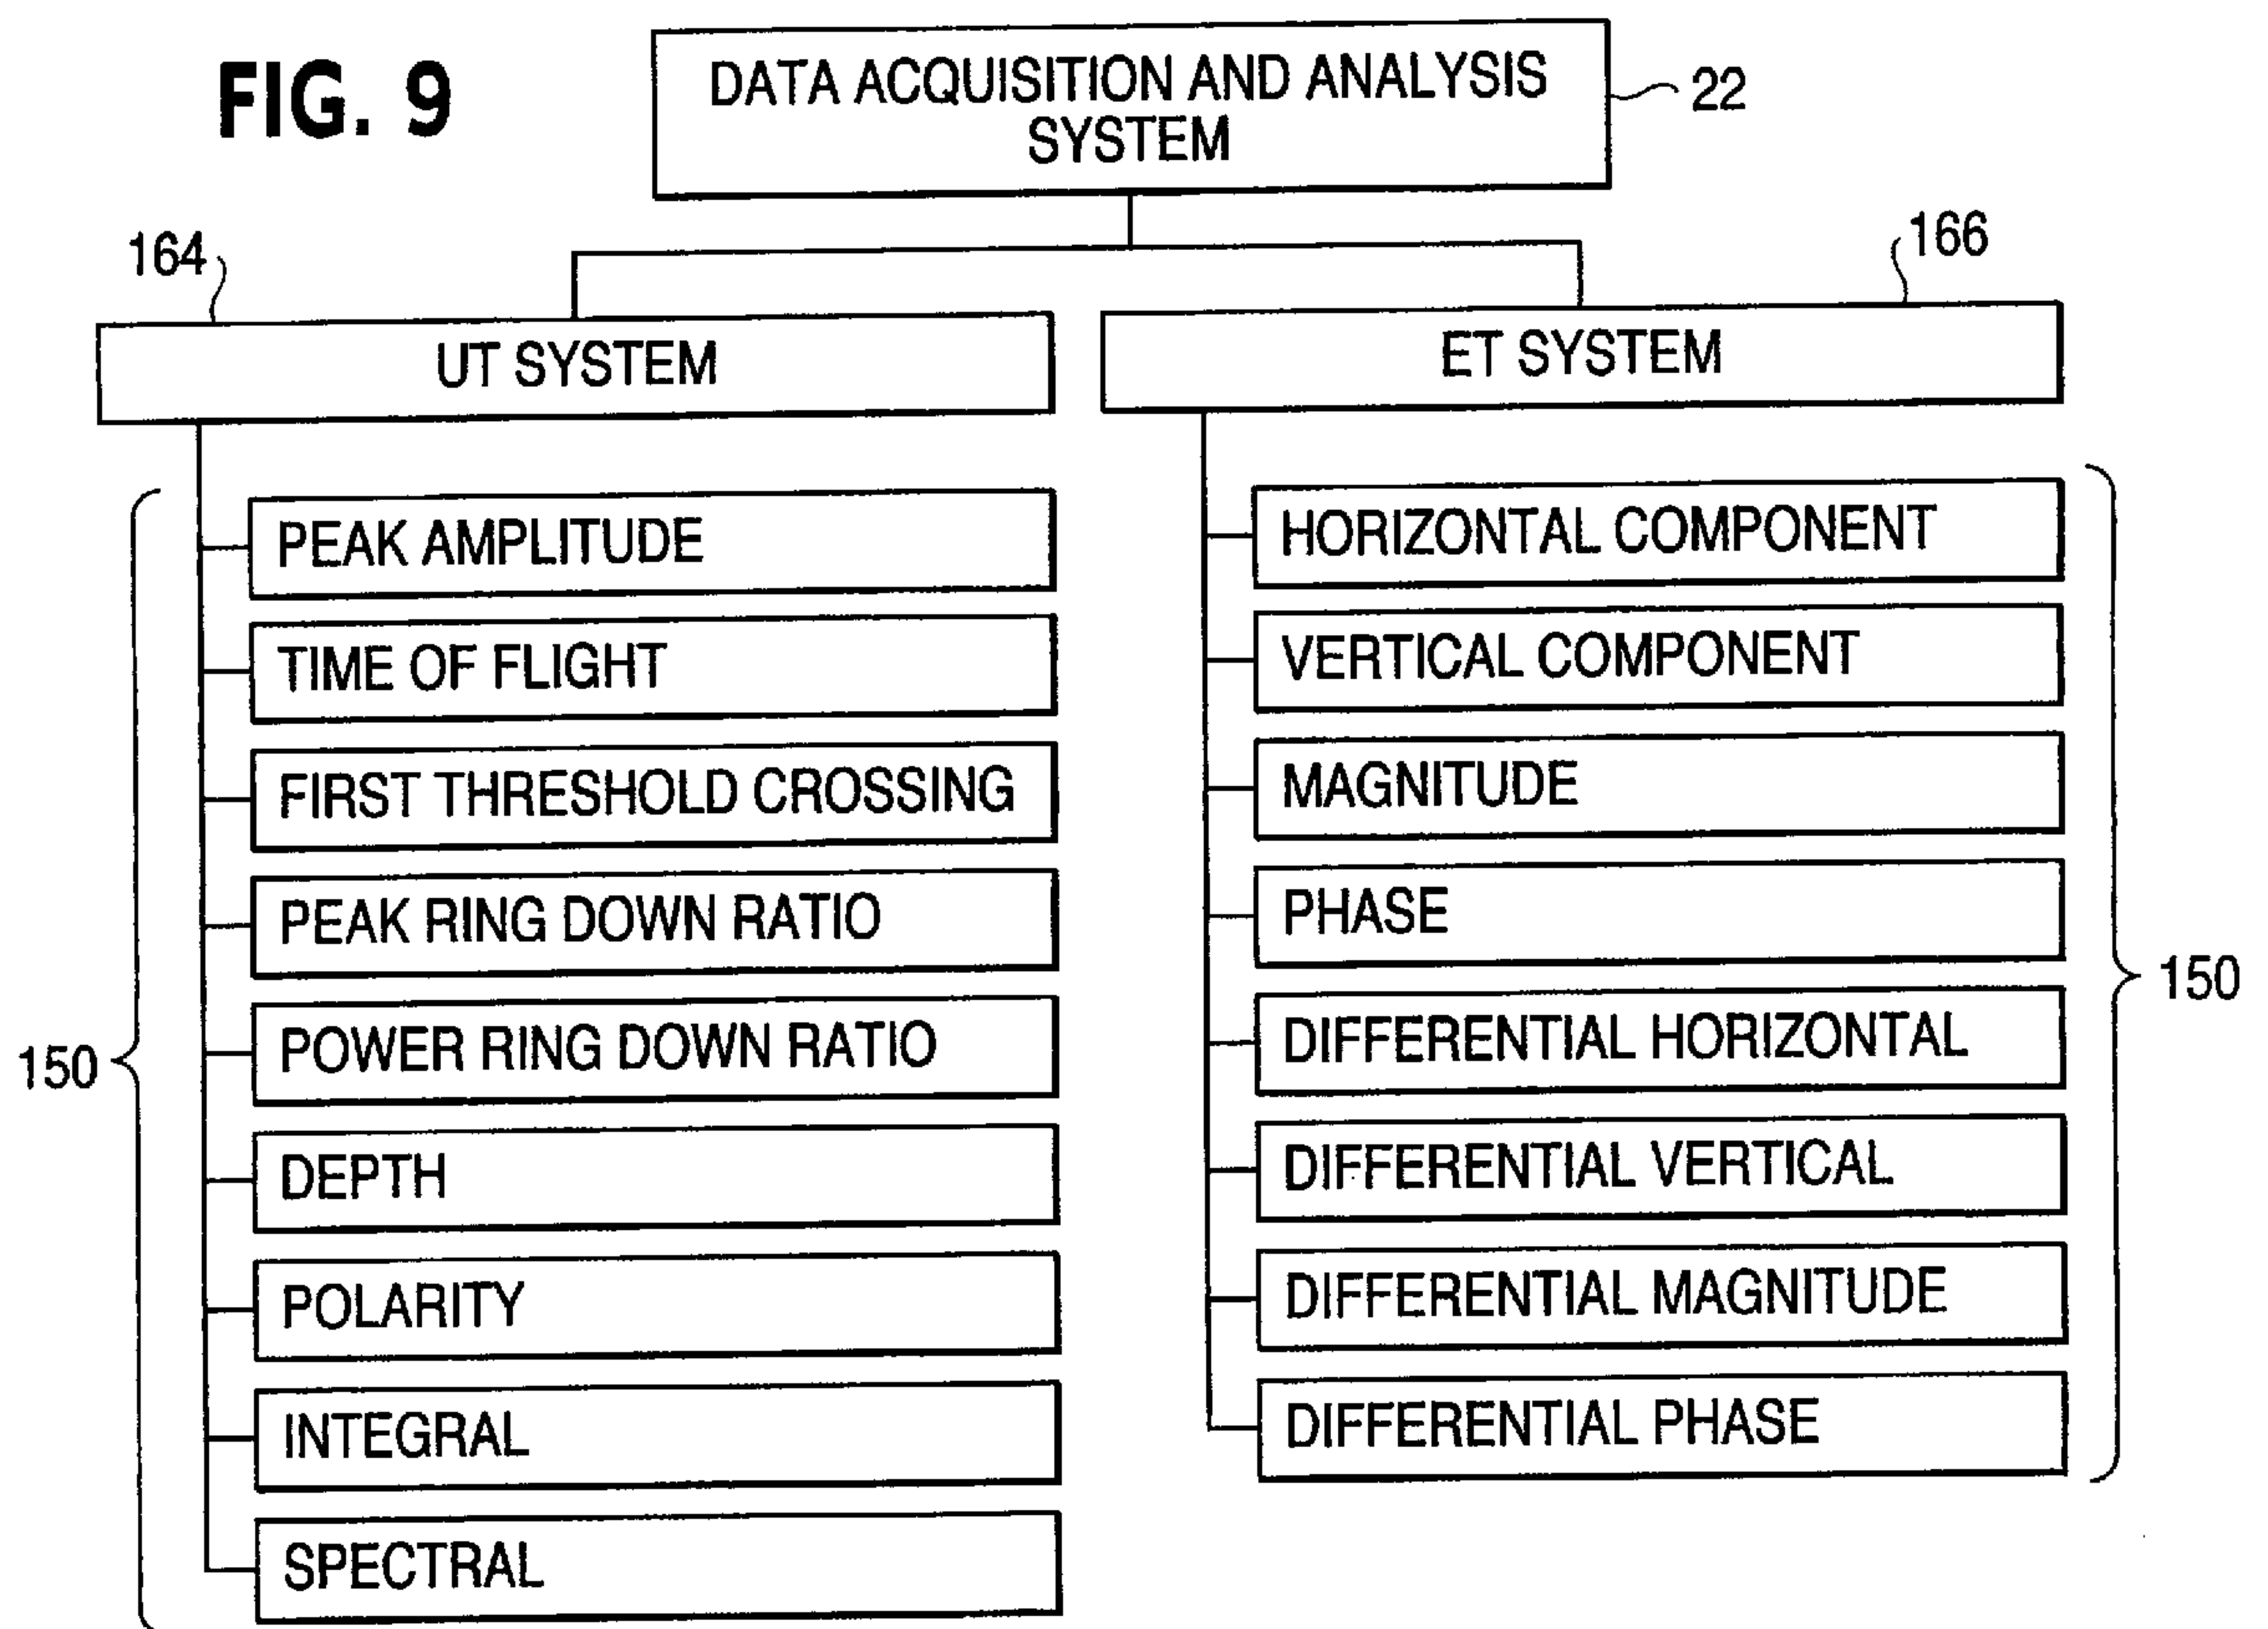 FIG. 9
DATA ACQUISITION AND ANALYSIS
SYSTEM
22
164
166
UT SYSTEM
ET SYSTEM
PEAK AMPLITUDE
TIME OF FLIGHT
FIRST THRESHOLD CROSSING
PEAK RING DOWN RATIO
POWER RING DOWN RATIO
DEPTH
POLARITY
INTEGRAL
SPECTRAL
150
HORIZONTAL COMPONENT
VERTICAL COMPONENT
MAGNITUDE
PHASE
DIFFERENTIAL HORIZONTAL
DIFFERENTIAL VERTICAL
DIFFERENTIAL MAGNITUDE
DIFFERENTIAL PHASE
150